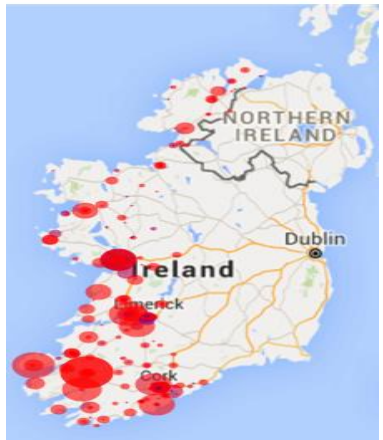 NORTHERN
IRELAND
Dublin
Ireland
Limerick
Cork